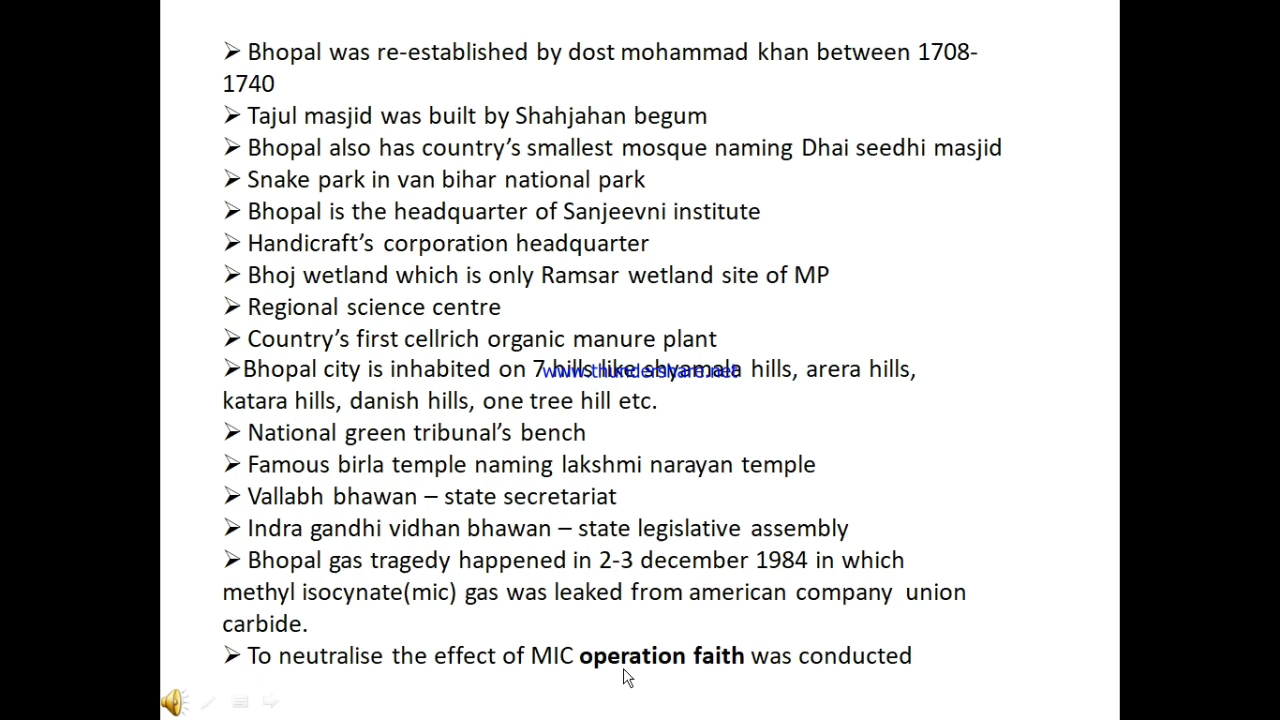 ➢ Bhopal was re-established by dost mohammad khan between 1708-
1740
➢ Tajul masjid was built by Shahjahan begum
➢ Bhopal also has country’s smallest mosque naming Dhai seedhi masjid
➢ Snake park in van bihar national park
➢ Bhopal is the headquarter of Sanjeevni institute
➢ Handicraft’s corporation headquarter
➢ Bhoj wetland which is only Ramsar wetland site of MP
➢ Regional science centre
➢ Country’s first cellrich organic manure plant
➢Bhopal city is inhabited on 7 hills like shyamala hills, arera hills,
www.thundershare.net
katara hills, danish hills, one tree hill etc.
➢ National green tribunal’s bench
➢ Famous birla temple naming lakshmi narayan temple
➢ Vallabh bhawan – state secretariat
➢ Indra gandhi vidhan bhawan – state legislative assembly
➢ Bhopal gas tragedy happened in 2-3 december 1984 in which
methyl isocynate(mic) gas was leaked from american company union
carbide.
➢ To neutralise the effect of MIC operation faith was conducted